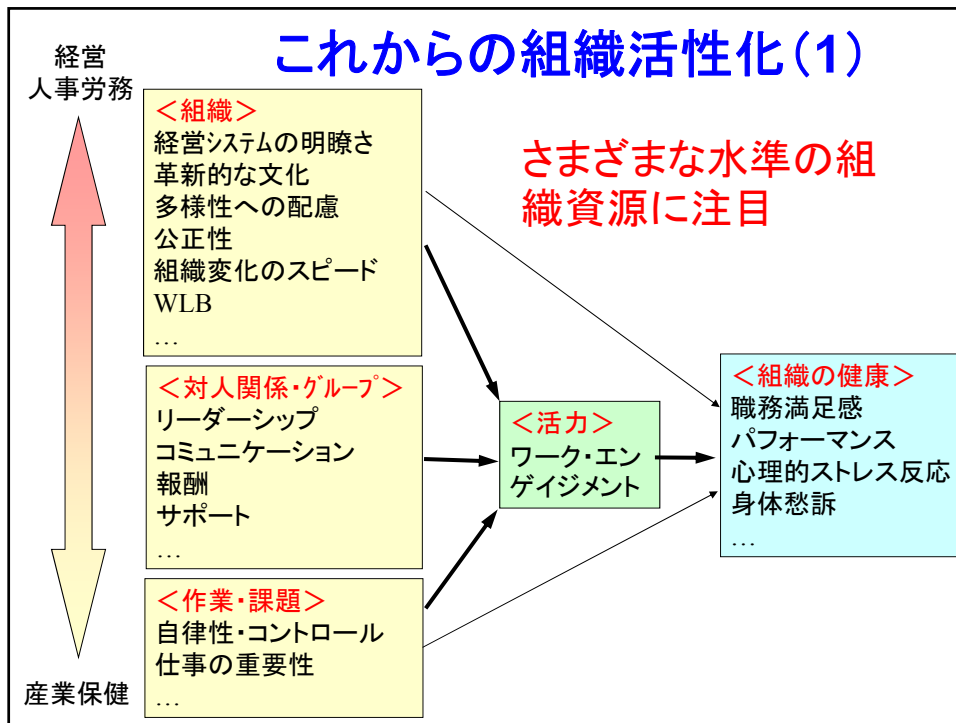 これからの組織活性化(1)
経営
人事労務
<組織>
経営システムの明瞭さ
革新的な文化
多様性への配慮
公正性
組織変化のスピード
WLB
…
さまざまな水準の組
織資源に注目
<対人関係・グループ>
リーダーシップ
コミュニケーション
報酬
サポート
…
<活力>
ワーク・エン
ゲイジメント
<組織の健康>
職務満足感
パフォーマンス
心理的ストレス反応
身体愁訴
…
<作業・課題>
自律性・コントロール
仕事の重要性
…
産業保健